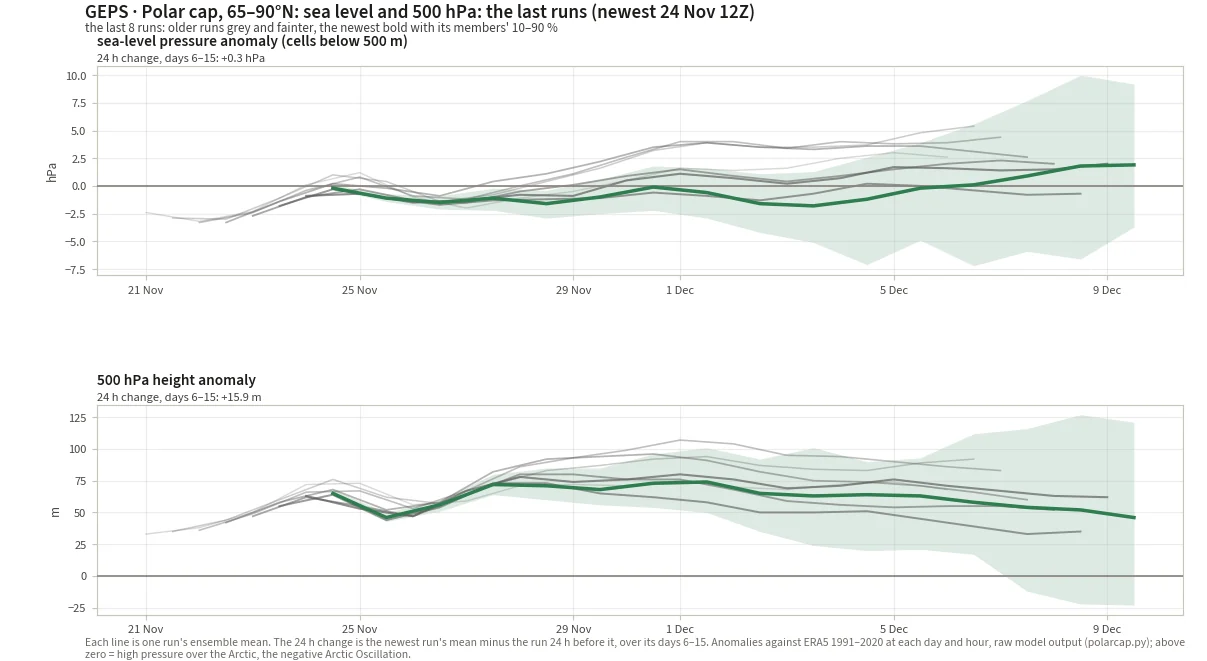 GEPS · Polar cap, 65–90°N: sea level and 500 hPa: the last runs (newest 24 Nov 12Z)
the last 8 runs: older runs grey and fainter, the newest bold with its members' 10–90 %
sea-level pressure anomaly (cells below 500 m)
24 h change, days 6–15: +0.3 hPa
10.0
7.5
5.0
2.5
0.0
−2.5
−5.0
−7.5
hPa
21 Nov
25 Nov
29 Nov
1 Dec
5 Dec
9 Dec
500 hPa height anomaly
24 h change, days 6–15: +15.9 m
125
100
75
50
25
0
−25
m
21 Nov
25 Nov
29 Nov
1 Dec
5 Dec
9 Dec
Each line is one run's ensemble mean. The 24 h change is the newest run's mean minus the run 24 h before it, over its days 6–15. Anomalies against ERA5 1991–2020 at each day and hour, raw model output (polarcap.py); above
zero = high pressure over the Arctic, the negative Arctic Oscillation.